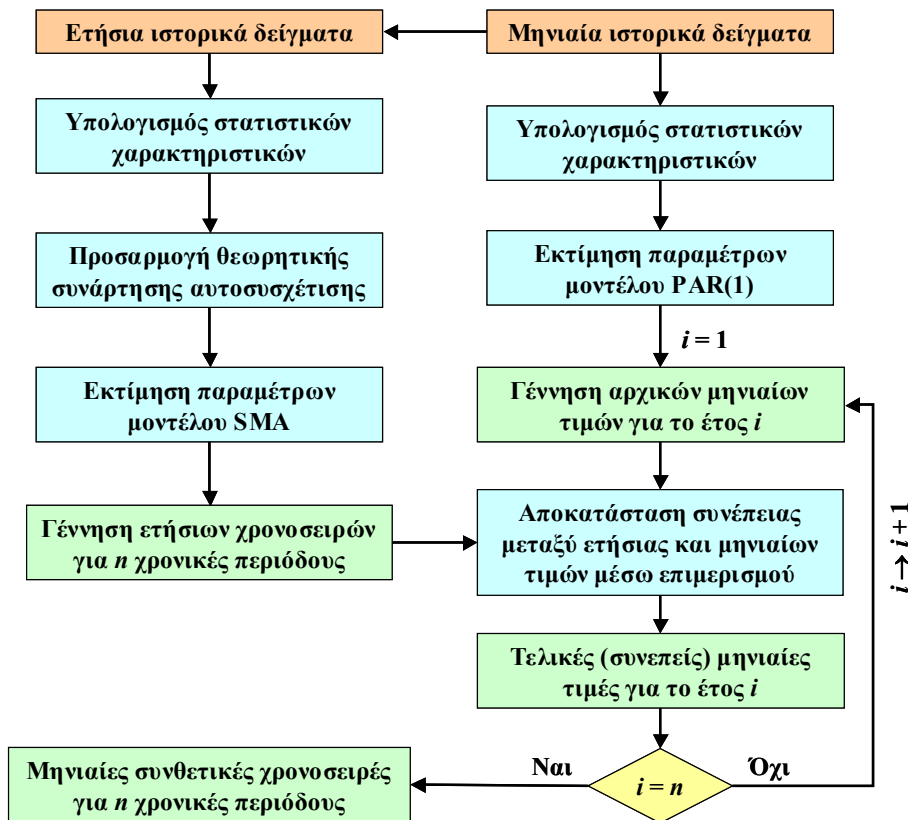 Ετήσια ιστορικά δείγματα
Μηνιαία ιστορικά δείγματα
Υπολογισμός στατιστικών
χαρακτηριστικών
Υπολογισμός στατιστικών
χαρακτηριστικών
Προσαρμογή θεωρητικής
συνάρτησης αυτοσυσχέτισης
Εκτίμηση παραμέτρων
μοντέλου PAR(1)
i = 1
Εκτίμηση παραμέτρων
μοντέλου SMA
Γέννηση αρχικών μηνιαίων
τιμών για το έτος i
Γέννηση ετήσιων χρονοσειρών
για n χρονικές περιόδους
Αποκατάσταση συνέπειας
μεταξύ ετήσιας και μηνιαίων
τιμών μέσω επιμερισμού
i → i + 1
Τελικές (συνεπείς) μηνιαίες
τιμές για το έτος i
Ναι
i = n
Όχι
Μηνιαίες συνθετικές χρονοσειρές
για n χρονικές περιόδους